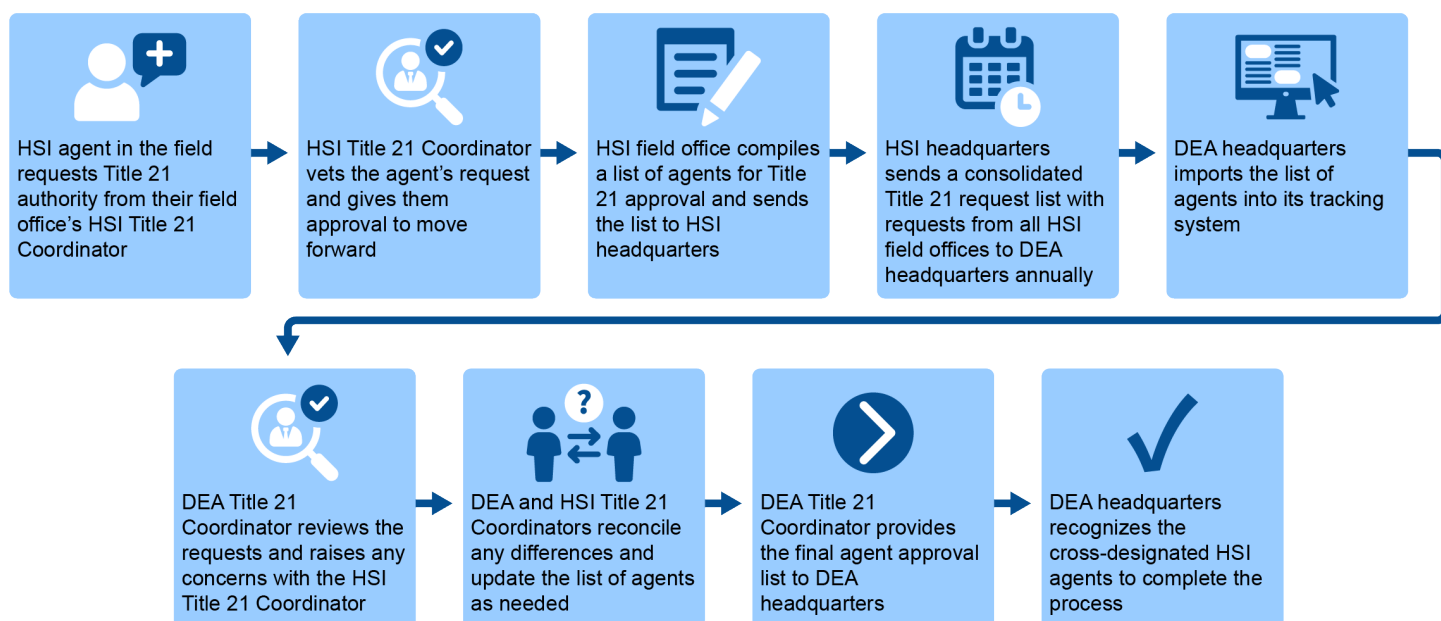 HSI agent in the field
requests Title 21
authority from their field
office's HSI Title 21
Coordinator
HSI Title 21 Coordinator
vets the agent's request
and gives them
approval to move
forward
HSI field office compiles
a list of agents for Title
21 approval and sends
the list to HSI
headquarters
HSI headquarters
sends a consolidated
Title 21 request list with
requests from all HSI
field offices to DEA
headquarters annually
DEA headquarters
imports the list of
agents into its tracking
system
DEA Title 21
Coordinator reviews the
requests and raises any
concerns with the HSI
Title 21 Coordinator
?
DEA and HSI Title 21
Coordinators reconcile
any differences and
update the list of agents
as needed
DEA Title 21
Coordinator provides
the final agent approval
list to DEA
headquarters
DEA headquarters
recognizes the
cross-designated HSI
agents to complete the
process